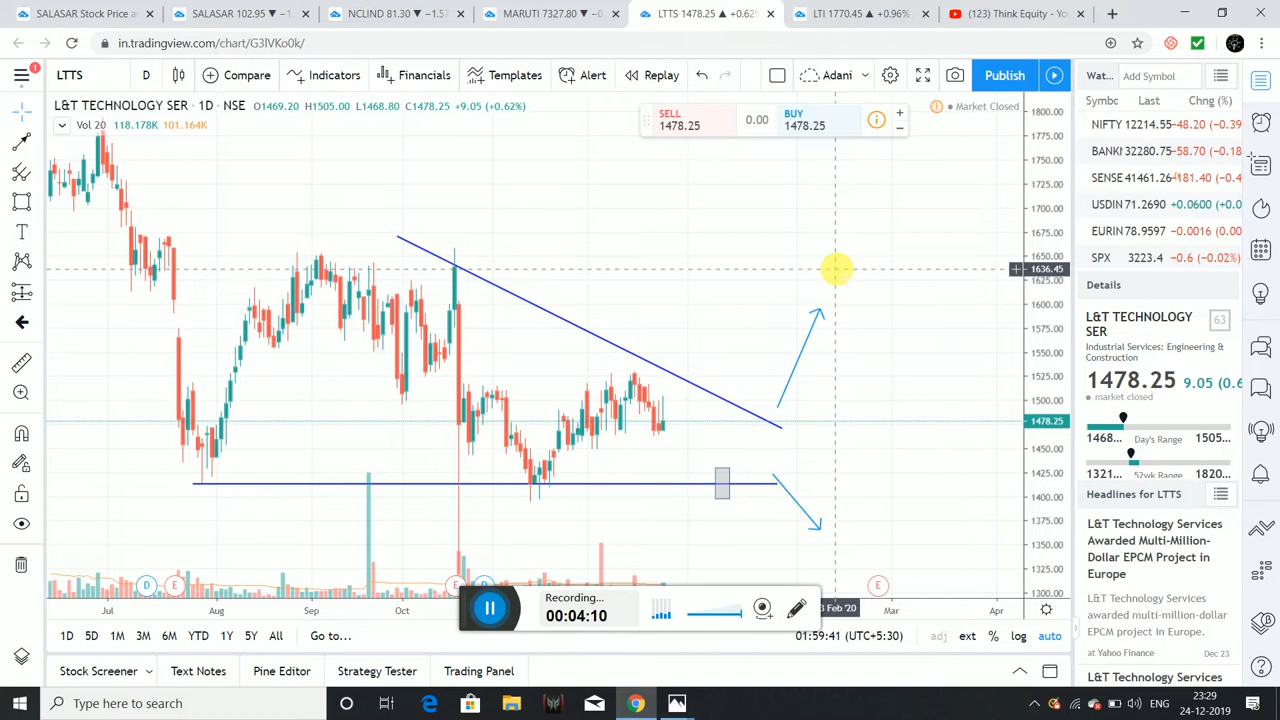 SALASAR Stock Price a
SALASAR 102.65 ▼ −1.
NCLIND 81.30 ▼ −1.57
MARUTI 7327.80 ▼ −0
LTTS 1478.25 ▲ +0.62
LTI 1770.45 ▲ +0.96%
(123) Think Equity - Yo
in.tradingview.com/chart/G3lVKo0k/
1
LTTS
D
Compare
Indicators
Financials
Templates
Alert
Replay
Adani
Publish
Wat...
Add Symbol
L&T TECHNOLOGY SER · 1D · NSE O1469.20 H1505.00 L1468.80 C1478.25 +9.05 (+0.62%)
Vol 20 118.178K 101.164K
SELL
1478.25
0.00
BUY
1478.25
Market Closed
1800.00
1775.00
1750.00
1725.00
1700.00
1675.00
1650.00
1636.45
1625.00
1600.00
1575.00
1550.00
1525.00
1500.00
1478.25
1450.00
1425.00
1400.00
1375.00
1350.00
1325.00
1300.00
Symbc Last Chng (%)
NIFTY 12214.55 -48.20 (−0.39
BANKI 32280.75 -58.70 (−0.18
SENSE 41461.26 -181.40 (−0.4
USDIN 71.2690 +0.0600 (+0.0
EURIN 78.9597 -0.0016 (0.00
SPX 3223.4 −0.6 (−0.02%)
Details
L&T TECHNOLOGY
SER
63
Industrial Services: Engineering &
Construction
1478.25 9.05 (0.6
market closed
1468... Day's Range 1505...
1321... 52wk Range 1820...
Headlines for LTTS
L&T Technology Services
Awarded Multi-Million-
Dollar EPCM Project in
Europe
L&T Technology Services
awarded multi-million-dollar
EPCM project in Europe.
at Yahoo Finance Dec 23
L&T Technology Services
D
E
E
D
E
Jul
Aug
Sep
Oct
3 Feb '20
Mar
Apr
Recording...
00:04:10
1D 5D 1M 3M 6M YTD 1Y 5Y All Go to...
01:59:41 (UTC+5:30) adj ext % log auto
Stock Screener
Text Notes
Pine Editor
Strategy Tester
Trading Panel
Type here to search
ENG
23:29
24-12-2019